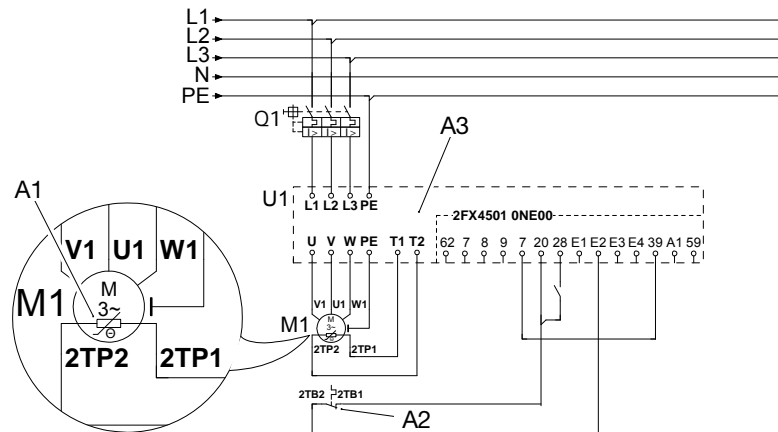 L1
L2
L3
N
PE
Q1
A3
A1
U1
L1 L2 L3 PE
2FX4501 0NE00
U V W PE T1 T2
62 7 8 9 7 20 28 E1 E2 E3 E4 39 A1 59
V1 U1 W1
M1
M
3~
2TP2 2TP1
V1 U1 W1
M1
M
3~
2TP2 2TP1
2TB2 2TB1
A2